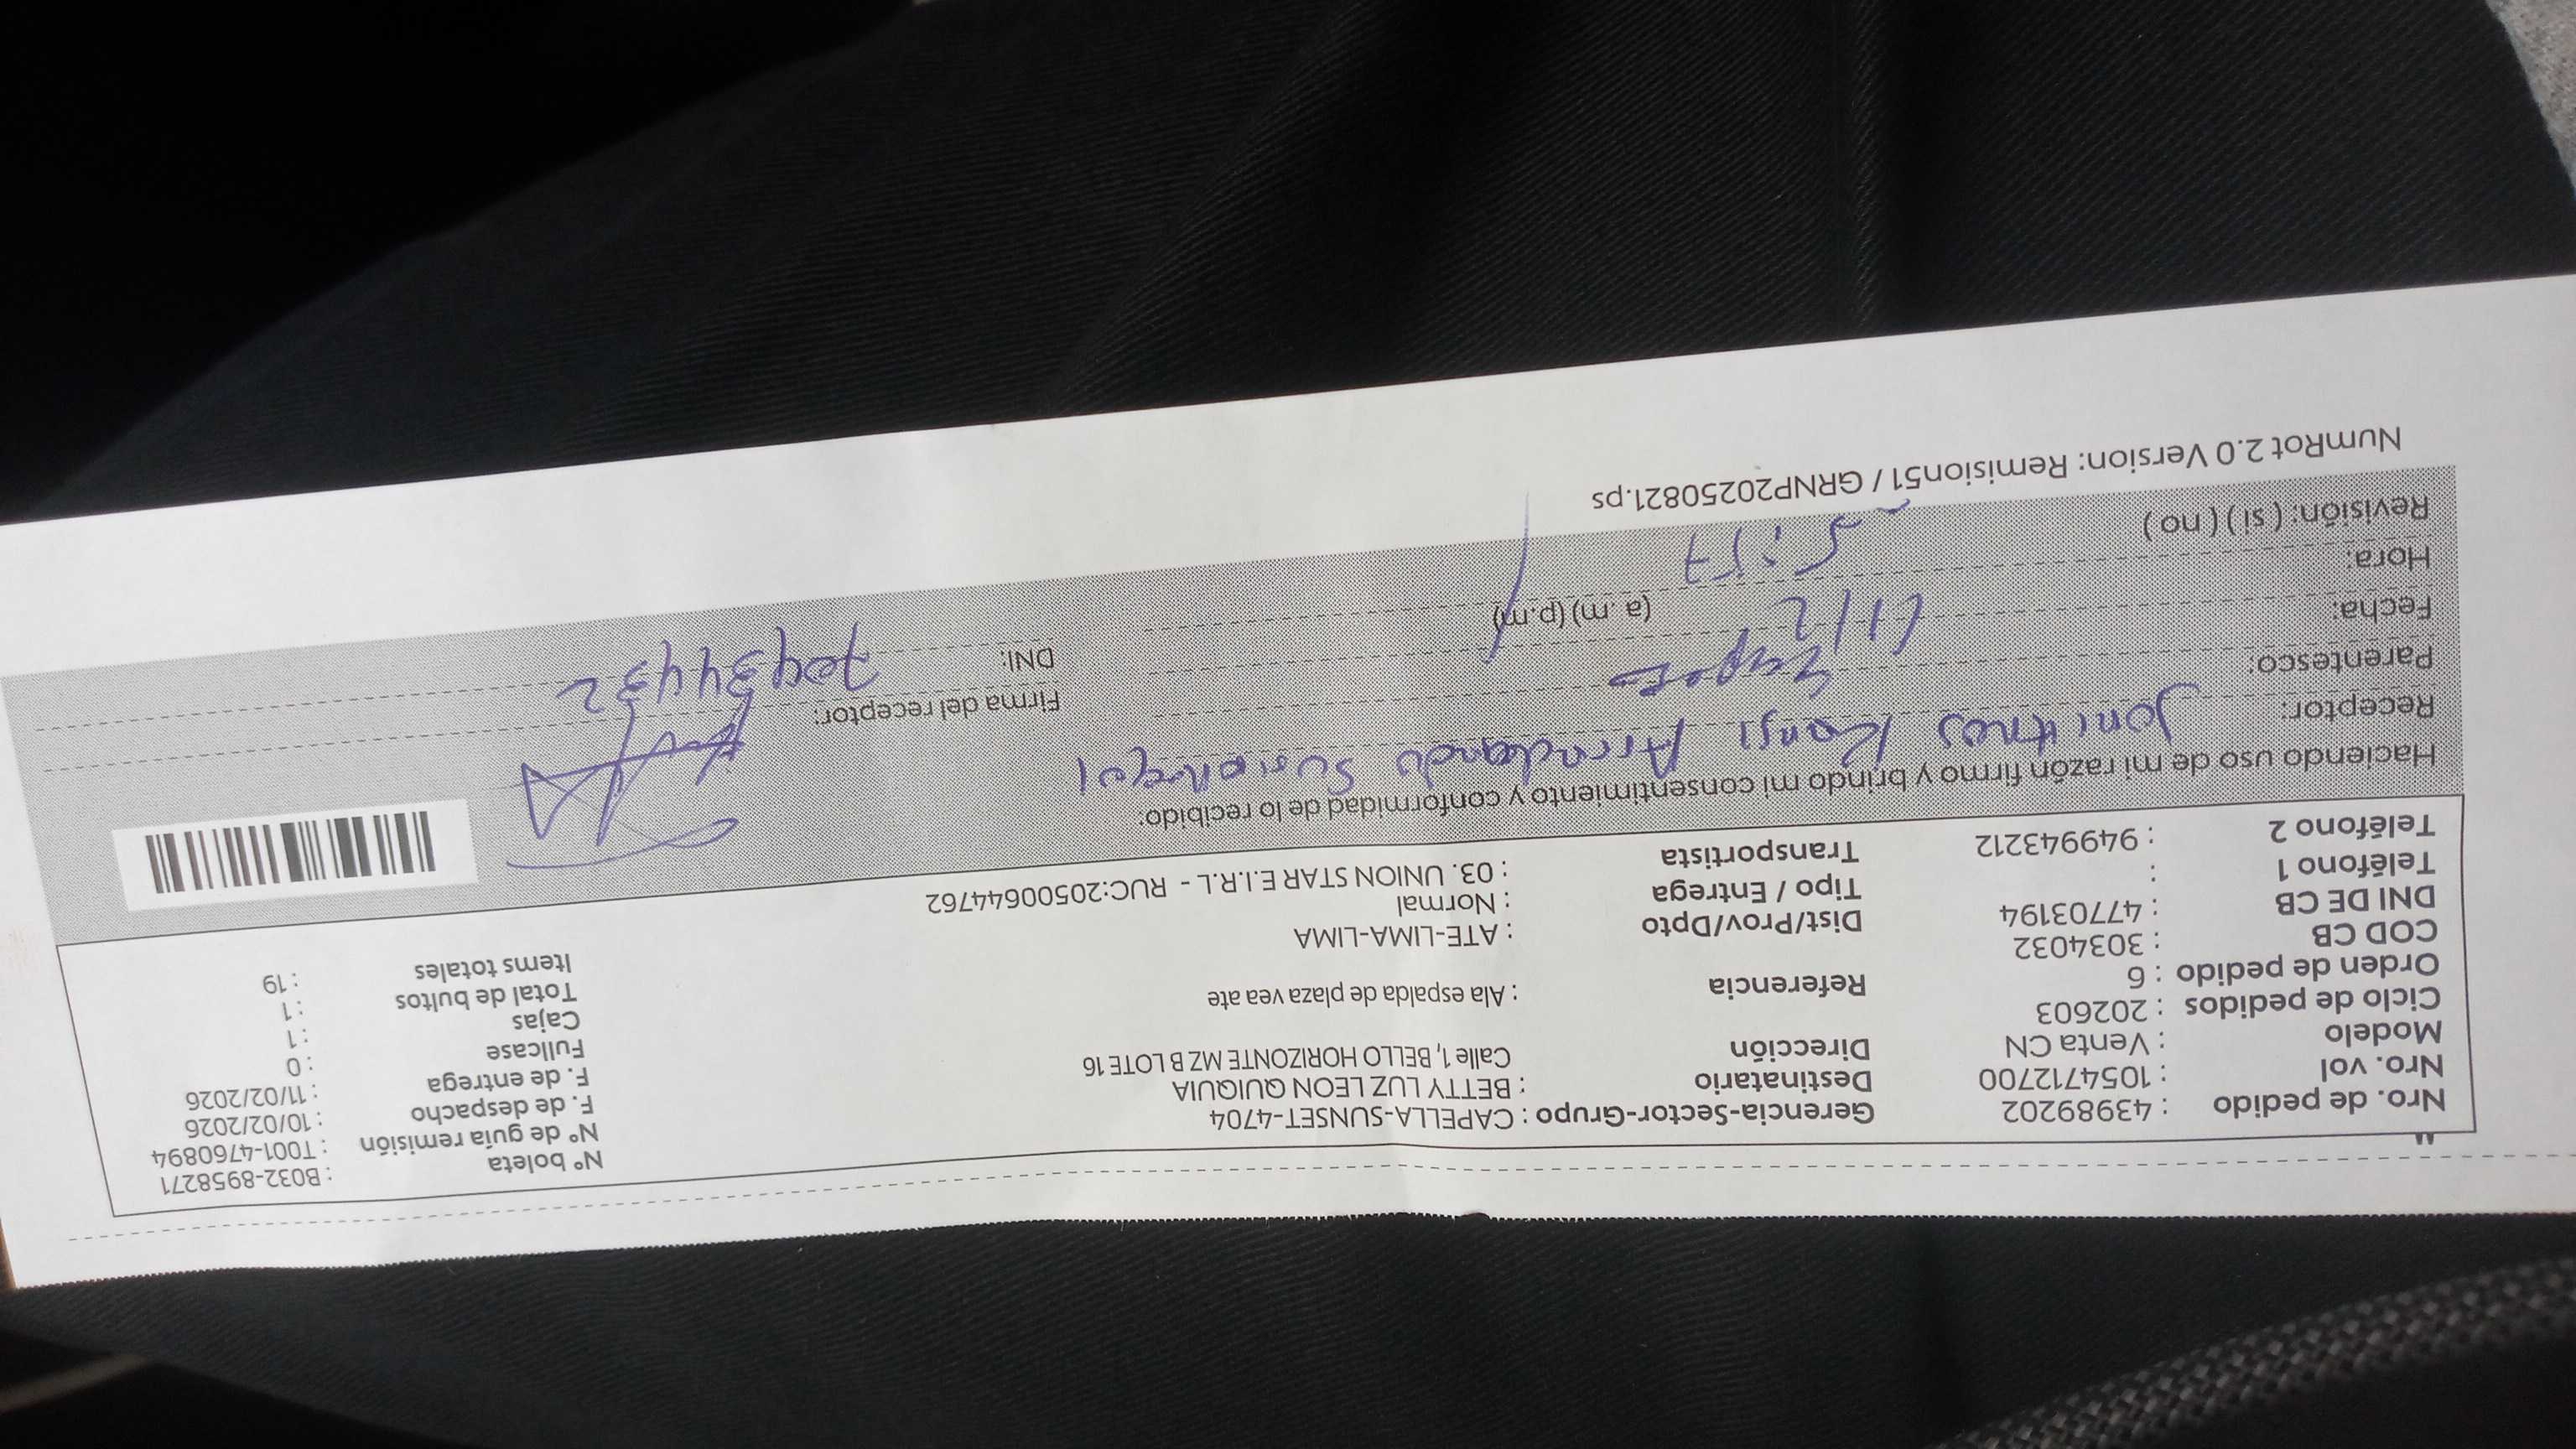 Nro. de pedido : 43989202 Gerencia-Sector-Grupo : CAPELLA-SUNSET-4704 N° boleta : B032-8958271
Nro. vol : 1054712700 Destinatario : BETTY LUZ LEON QUIQUIA N° de guía remisión : T001-4760894
Modelo : Venta CN Dirección Calle 1, BELLO HORIZONTE MZ B LOTE 16 F. de despacho : 10/02/2026
Ciclo de pedidos : 202603 F. de entrega : 11/02/2026
Orden de pedido : 6 Referencia : Ala espalda de plaza vea ate Fullcase : 0
COD CB : 3034032 Cajas : 1
DNI DE CB : 47703194 Dist/Prov/Dpto : ATE-LIMA-LIMA Total de bultos : 1
Teléfono 1 : Tipo / Entrega : Normal Items totales : 19
Teléfono 2 : 949943212 Transportista : 03. UNION STAR E.I.R.L - RUC:20500644762
Haciendo uso de mi razón firmo y brindo mi consentimiento y conformidad de lo recibido:
Receptor:
Parentesco: Firma del receptor:
Fecha: 11/2 DNI: 70434432
Hora: (a .m) (p.m)
Revisión: ( si ) ( no )
NumRot 2.0 Version: Remision51 / GRNP20250821.ps